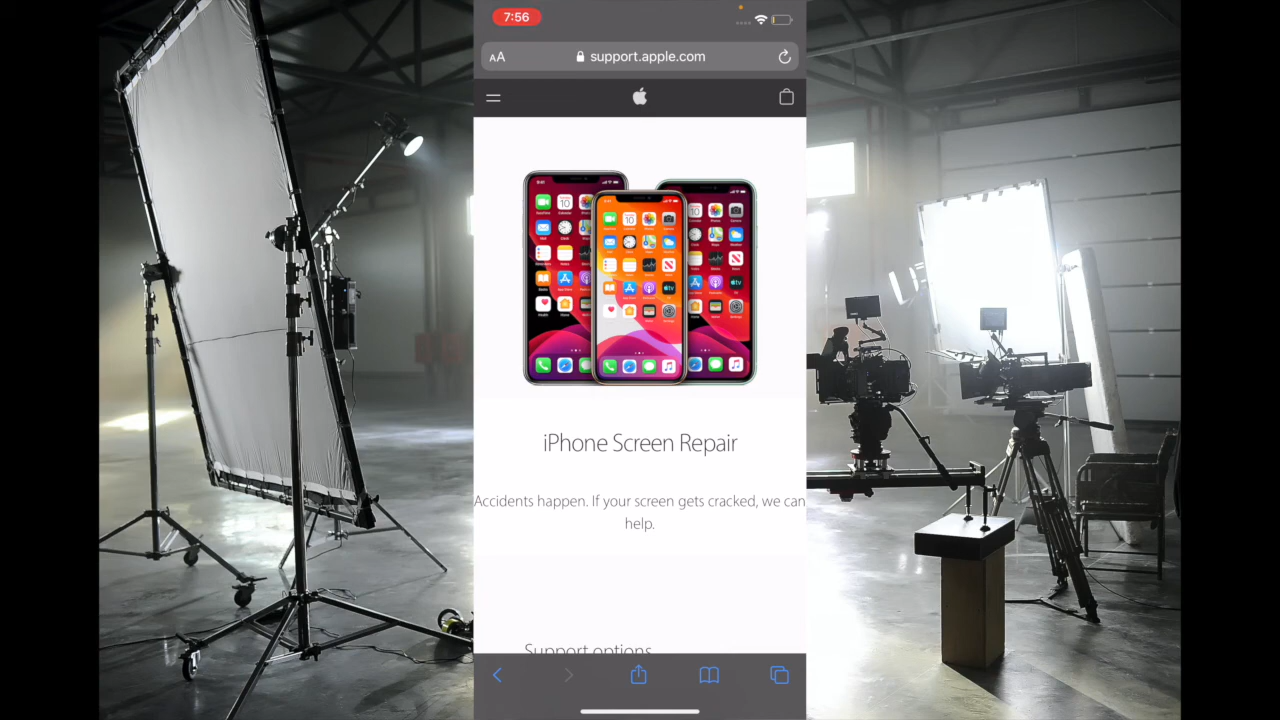 7:56
AA
support.apple.com
iPhone Screen Repair
Accidents happen. If your screen gets cracked, we can
help.
Support options